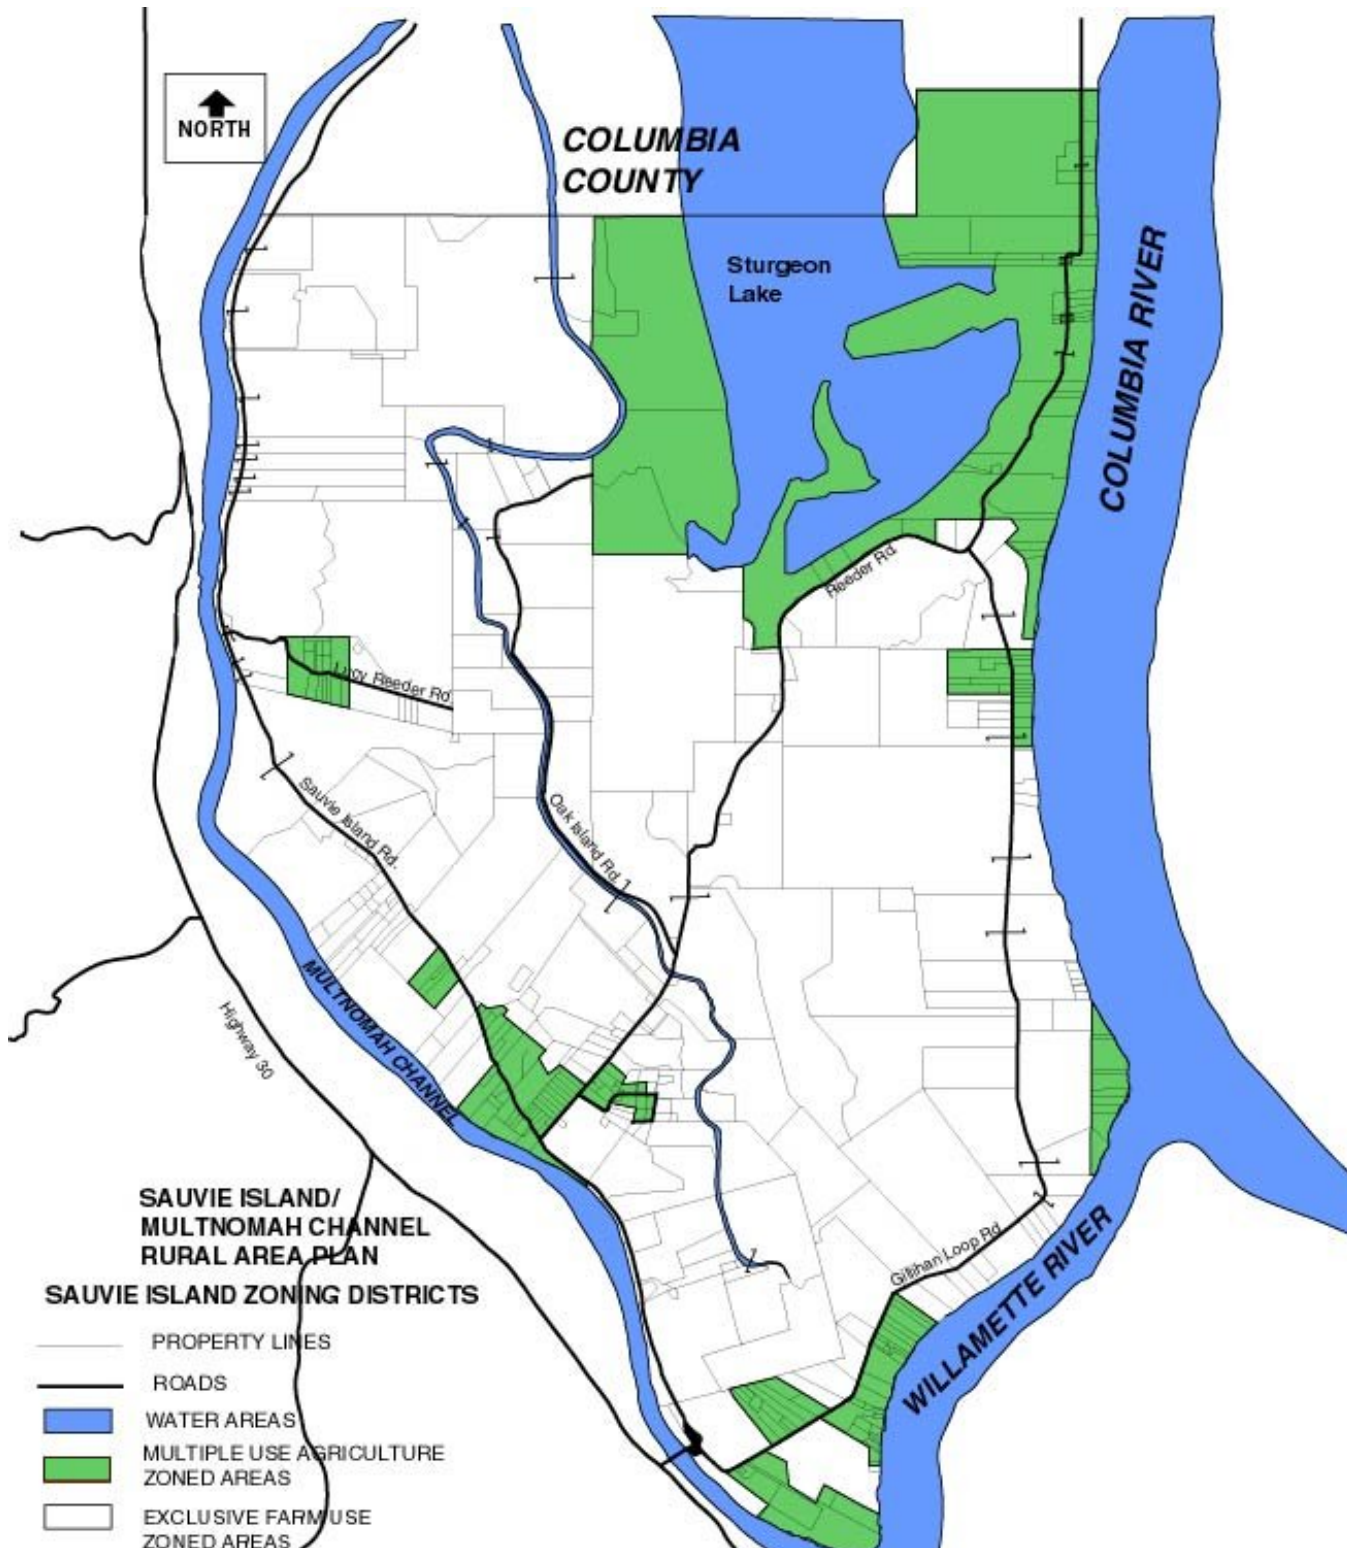 NORTH
COLUMBIA
COUNTY
Sturgeon
Lake
COLUMBIA RIVER
Reeder Rd.
Lucy Reeder Rd.
Sauvie Island Rd.
Oak Island Rd.
MULTNOMAH CHANNEL
Highway 30
Gillihan Loop Rd.
WILLAMETTE RIVER
SAUVIE ISLAND/
MULTNOMAH CHANNEL
RURAL AREA PLAN
SAUVIE ISLAND ZONING DISTRICTS
PROPERTY LINES
ROADS
WATER AREAS
MULTIPLE USE AGRICULTURE
ZONED AREAS
EXCLUSIVE FARM USE
ZONED AREAS